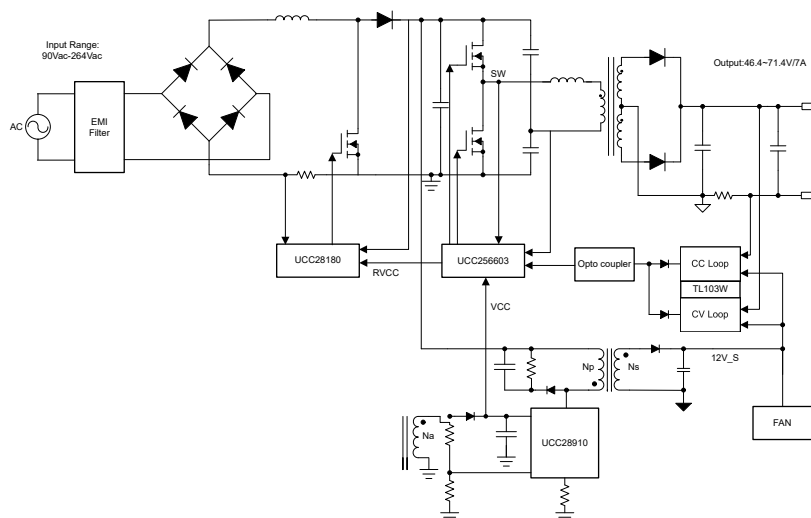 Input Range:
90Vac-264Vac
SW
Output:46.4~71.4V/7A
AC
EMI
Filter
UCC28180
RVCC
UCC256603
Opto coupler
CC Loop
TL103W
CV Loop
VCC
Np
Ns
12V_S
Na
UCC28910
FAN